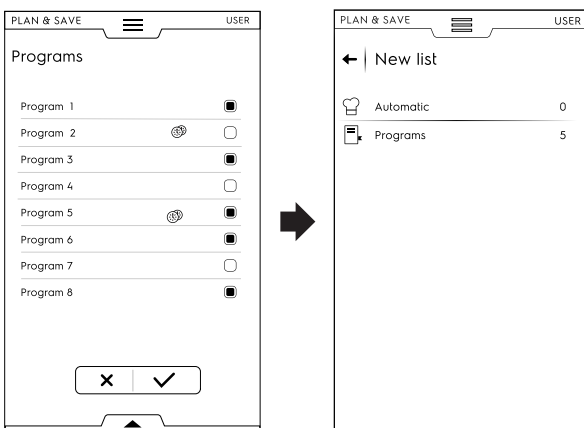 PLAN & SAVE USER
Programs
Program 1
Program 2
Program 3
Program 4
Program 5
Program 6
Program 7
Program 8
PLAN & SAVE USER
New list
Automatic 0
Programs 5